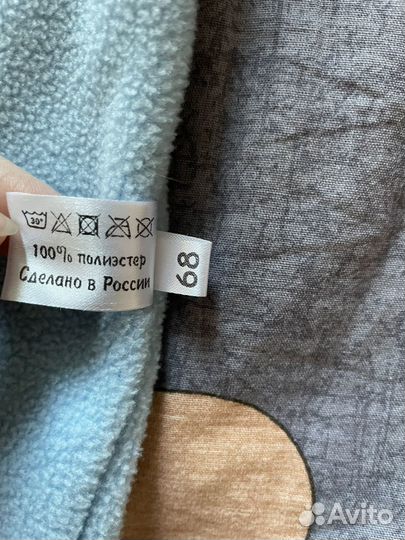 30°
100% полиэстер
Сделано в России
68
Avito